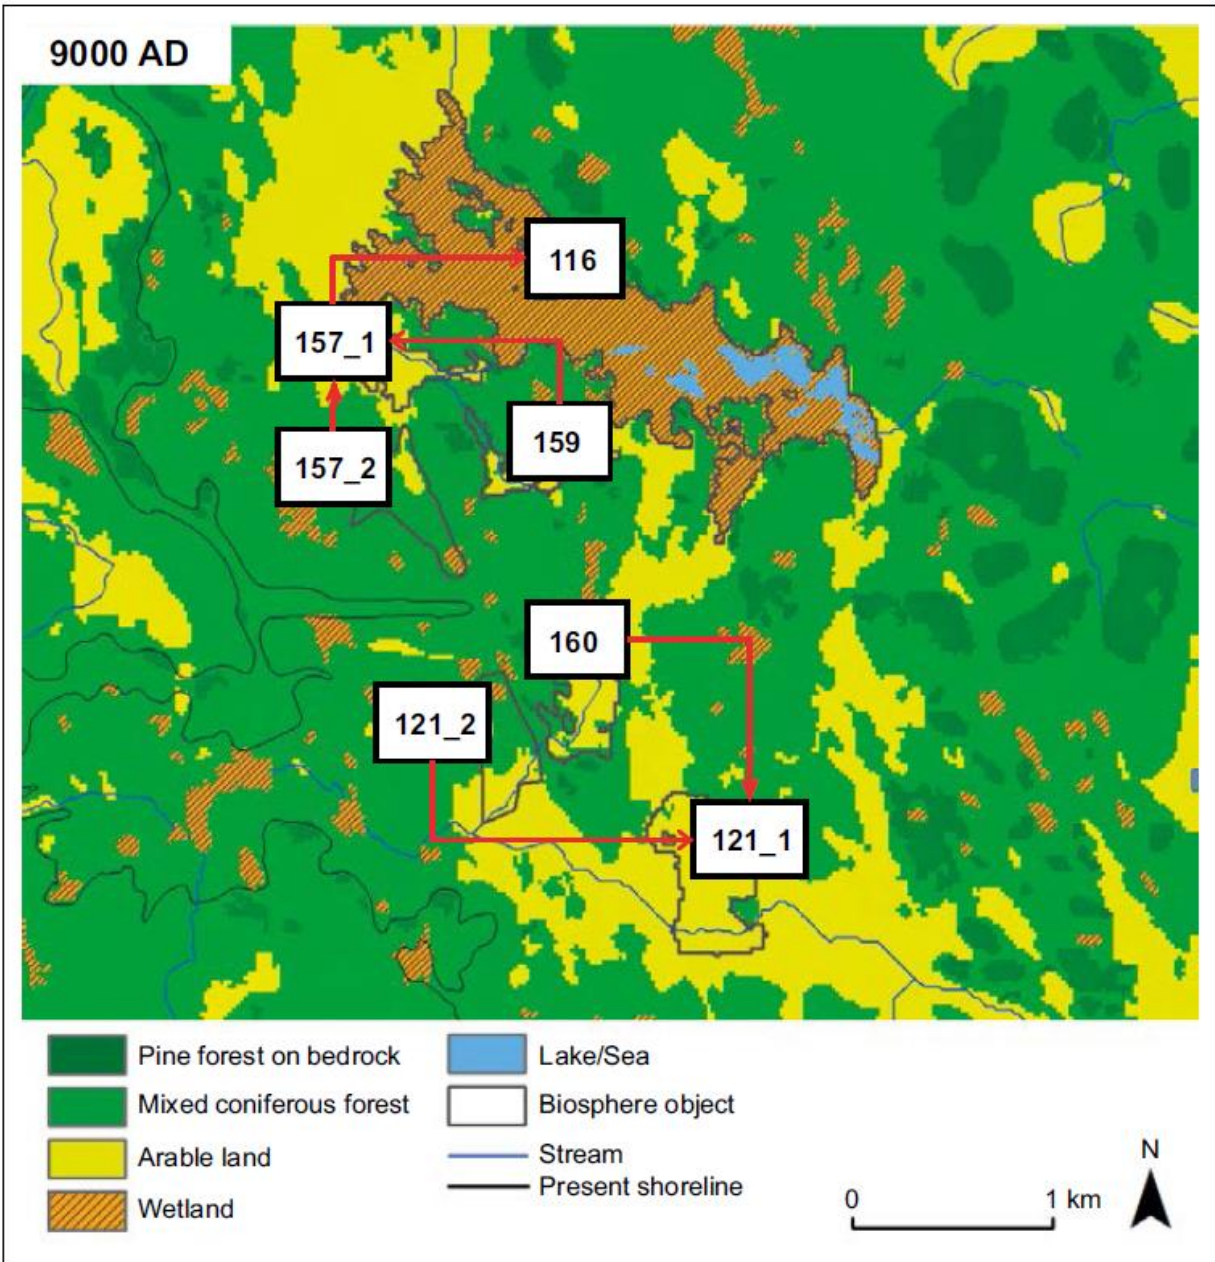 9000 AD
116
157_1
159
157_2
160
121_2
121_1
Pine forest on bedrock
Mixed coniferous forest
Arable land
Wetland
Lake/Sea
Biosphere object
Stream
Present shoreline
N
0 1 km